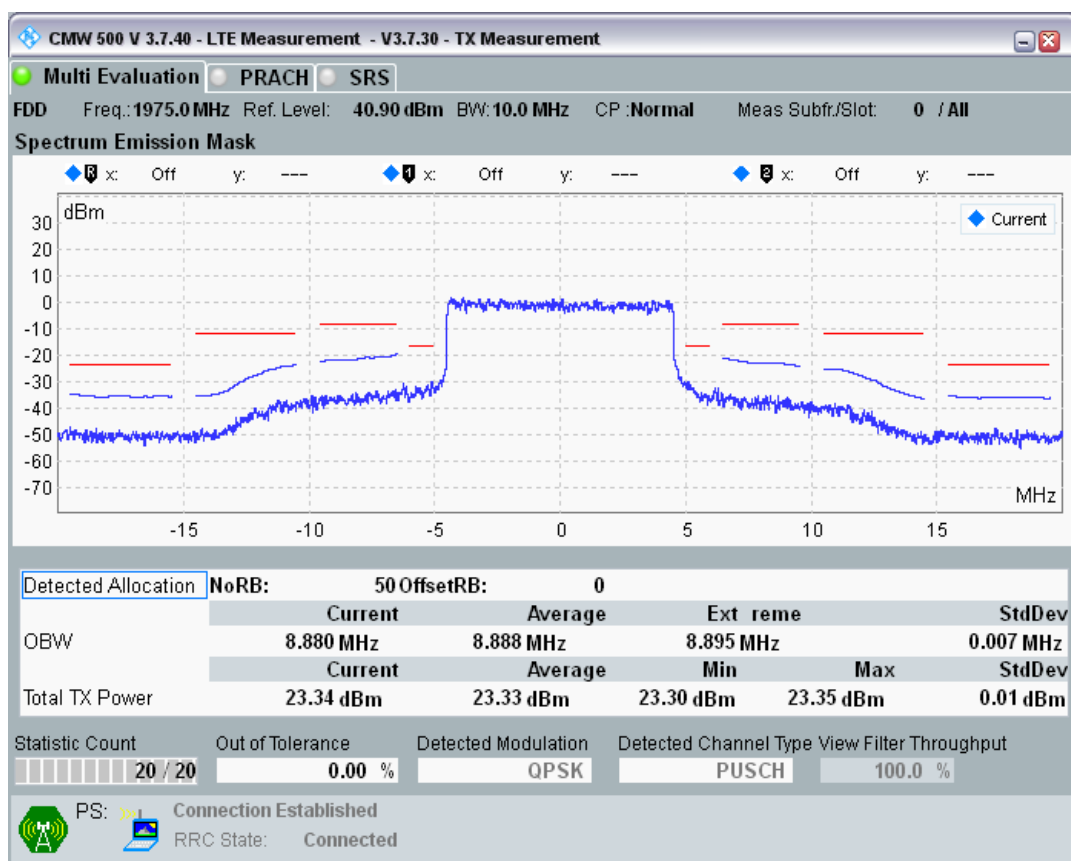 CMW 500 V 3.7.40 - LTE Measurement - V3.7.30 - TX Measurement
Multi Evaluation PRACH SRS
FDD Freq.: 1975.0 MHz Ref. Level: 40.90 dBm BW: 10.0 MHz CP :Normal Meas Subfr./Slot: 0 / All
Spectrum Emission Mask
R x: Off y: --- 1 x: Off y: --- 2 x: Off y: ---
dBm
Current
30
20
10
0
-10
-20
-30
-40
-50
-60
-70
MHz
-15 -10 -5 0 5 10 15
Detected Allocation NoRB: 50 OffsetRB: 0
Current Average Ext reme StdDev
OBW 8.880 MHz 8.888 MHz 8.895 MHz 0.007 MHz
Current Average Min Max StdDev
Total TX Power 23.34 dBm 23.33 dBm 23.30 dBm 23.35 dBm 0.01 dBm
Statistic Count Out of Tolerance Detected Modulation Detected Channel Type View Filter Throughput
20 / 20 0.00 % QPSK PUSCH 100.0 %
PS: Connection Established
RRC State: Connected